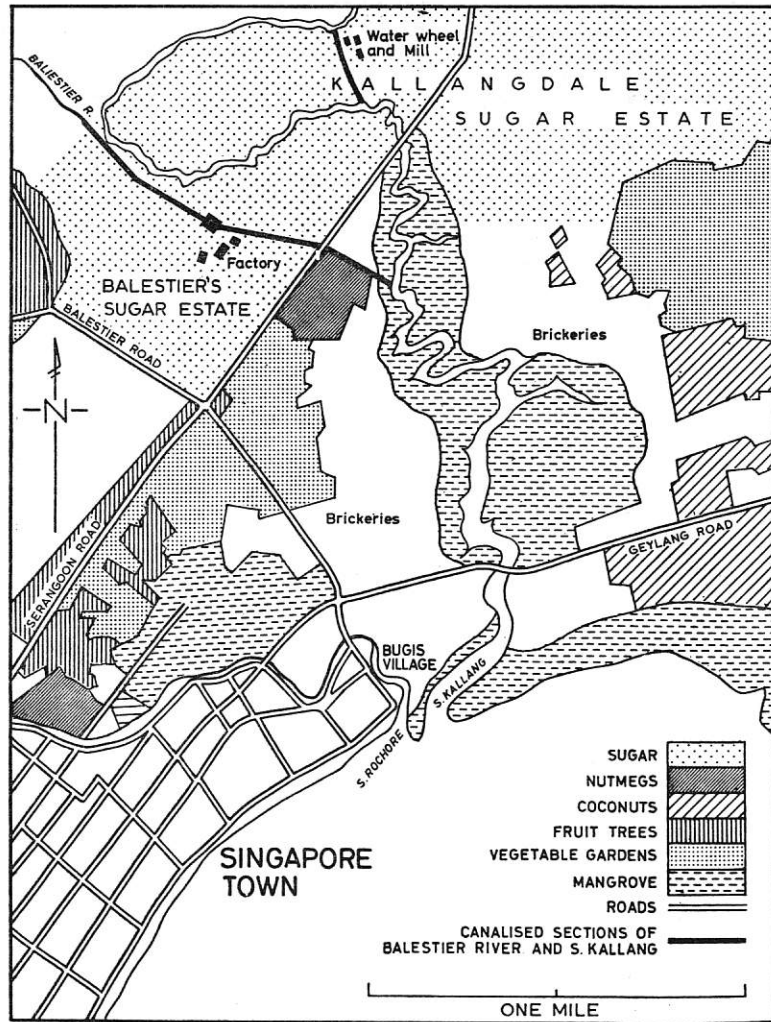 Water wheel
and Mill
BALIESTIER R.
KALLANGDALE
SUGAR ESTATE
Factory
BALESTIER'S
SUGAR ESTATE
BALESTIER ROAD
Brickeries
N
Brickeries
SERANGOON ROAD
GEYLANG ROAD
BUGIS
VILLAGE
S. KALLANG
S. ROCHORE
SINGAPORE
TOWN
SUGAR
NUTMEGS
COCONUTS
FRUIT TREES
VEGETABLE GARDENS
MANGROVE
ROADS
CANALISED SECTIONS OF
BALESTIER RIVER AND S. KALLANG
ONE MILE